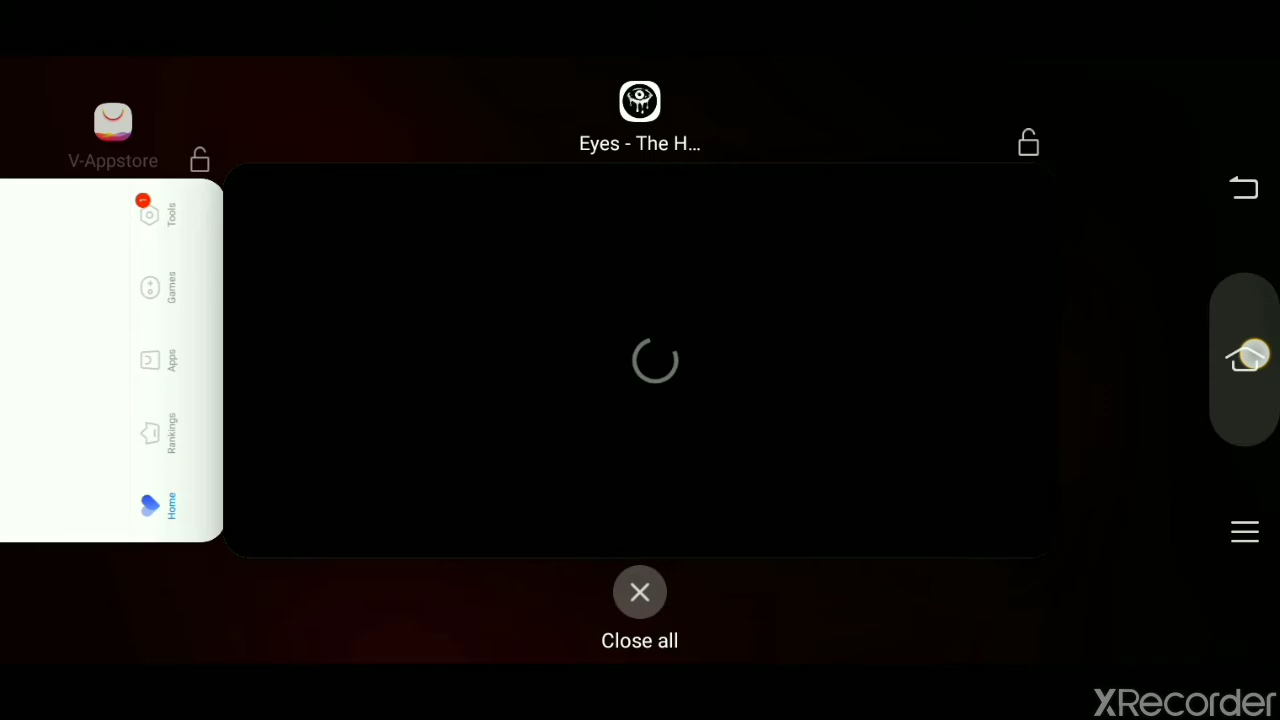 V-Appstore
Eyes - The H...
Tools
Games
Apps
Rankings
Home
Close all
XRecorder